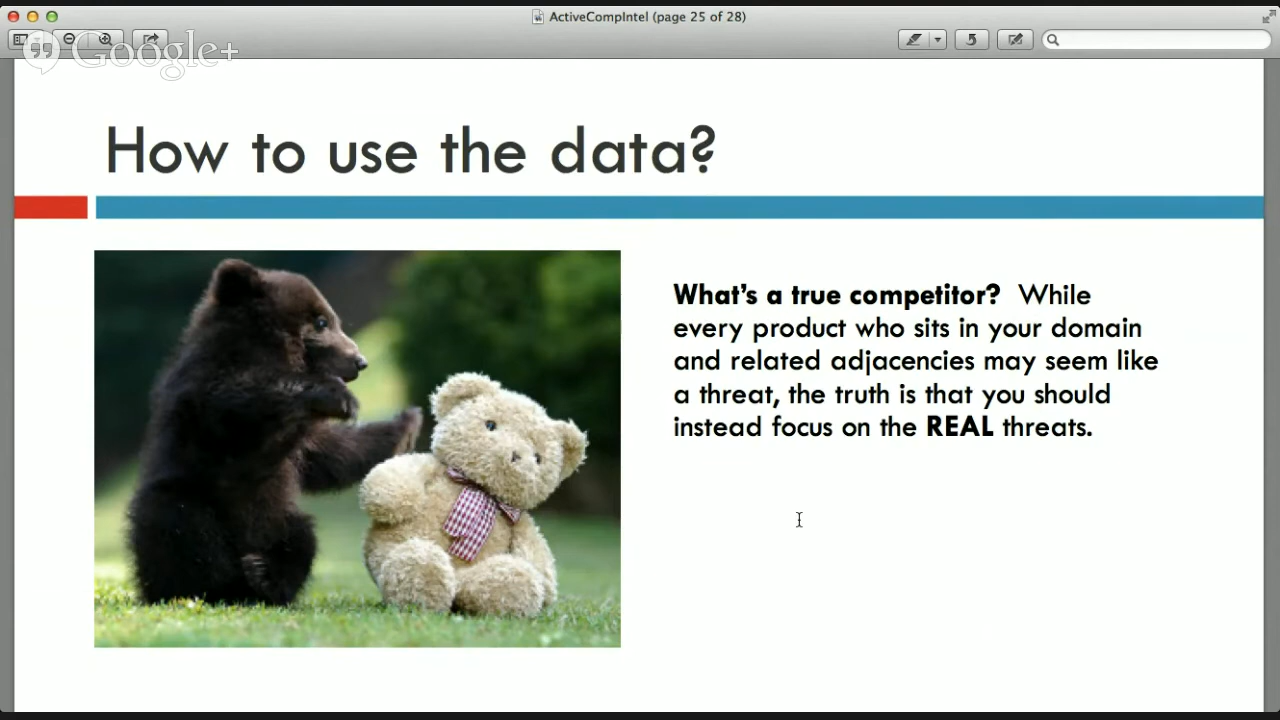 ActiveCompIntel (page 25 of 28)
Google+
How to use the data?
What's a true competitor? While
every product who sits in your domain
and related adjacencies may seem like
a threat, the truth is that you should
instead focus on the REAL threats.